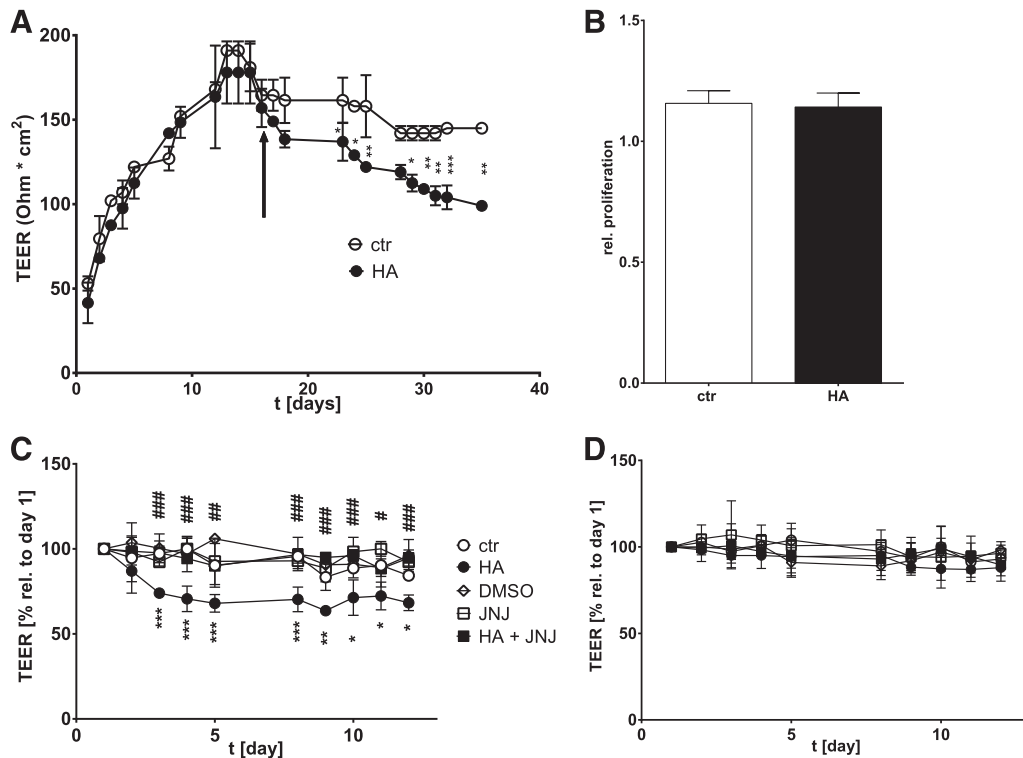 A
TEER (Ohm * cm2)
200
150
100
50
0
0 10 20 30 40
t [days]
* * ** * ** ** *** **
ctr
HA
B
rel. proliferation
1.5
1.0
0.5
0.0
ctr HA
C
TEER [% rel. to day 1]
150
100
50
0
0 5 10
t [day]
### ### ## ### ### ### # ###
*** *** *** *** ** * * *
ctr
HA
DMSO
JNJ
HA + JNJ
D
TEER [% rel. to day 1]
150
100
50
0
0 5 10
t [day]